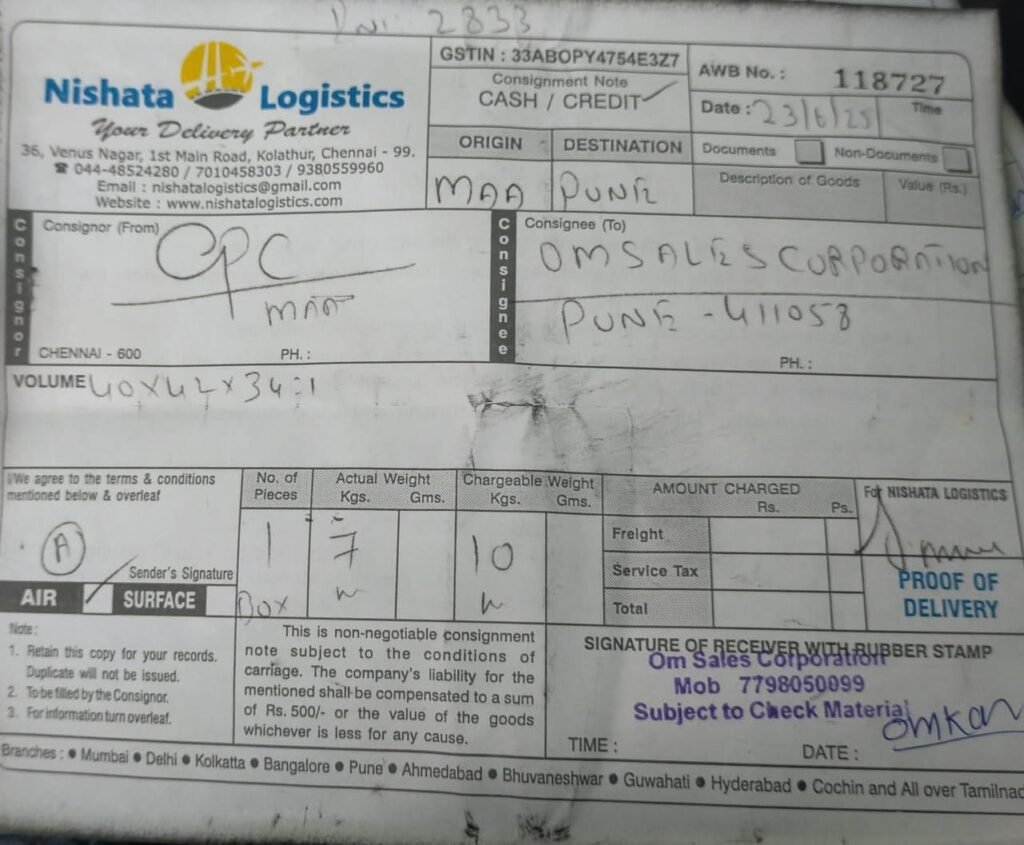 2833
Nishata Logistics
Your Delivery Partner
36, Venus Nagar, 1st Main Road, Kolathur, Chennai - 99.
☎ 044-48524280 / 7010458303 / 9380559960
Email : nishatalogistics@gmail.com
Website : www.nishatalogistics.com
GSTIN : 33ABOPY4754E3Z7
Consignment Note
CASH / CREDIT ✓
AWB No. : 118727
Date : 23/6/25 Time
ORIGIN DESTINATION
MAA PUNE
Documents Non-Documents
Description of Goods Value (Rs.)
Consignor
Consignor (From)
CPC
MAA
CHENNAI - 600 PH. :
Consignee
Consignee (To)
OM SALES CORPORATION
PUNE - 411058
PH. :
VOLUME 40x42x34:1
I/We agree to the terms & conditions
mentioned below & overleaf
A
Sender's Signature
AIR ✓ SURFACE
No. of Pieces
1
Box
Actual Weight
Kgs. Gms.
7
Chargeable Weight
Kgs. Gms.
10
AMOUNT CHARGED
Rs. Ps.
Freight
Service Tax
Total
For NISHATA LOGISTICS
PROOF OF
DELIVERY
Note :
1. Retain this copy for your records.
Duplicate will not be issued.
2. To be filled by the Consignor.
3. For information turn overleaf.
This is non-negotiable consignment
note subject to the conditions of
carriage. The company's liability for the
mentioned shall be compensated to a sum
of Rs. 500/- or the value of the goods
whichever is less for any cause.
SIGNATURE OF RECEIVER WITH RUBBER STAMP
Om Sales Corporation
Mob 7798050099
Subject to Check Material
omkar
TIME : DATE :
Branches : ● Mumbai ● Delhi ● Kolkatta ● Bangalore ● Pune ● Ahmedabad ● Bhuvaneshwar ● Guwahati ● Hyderabad ● Cochin and All over Tamilnad